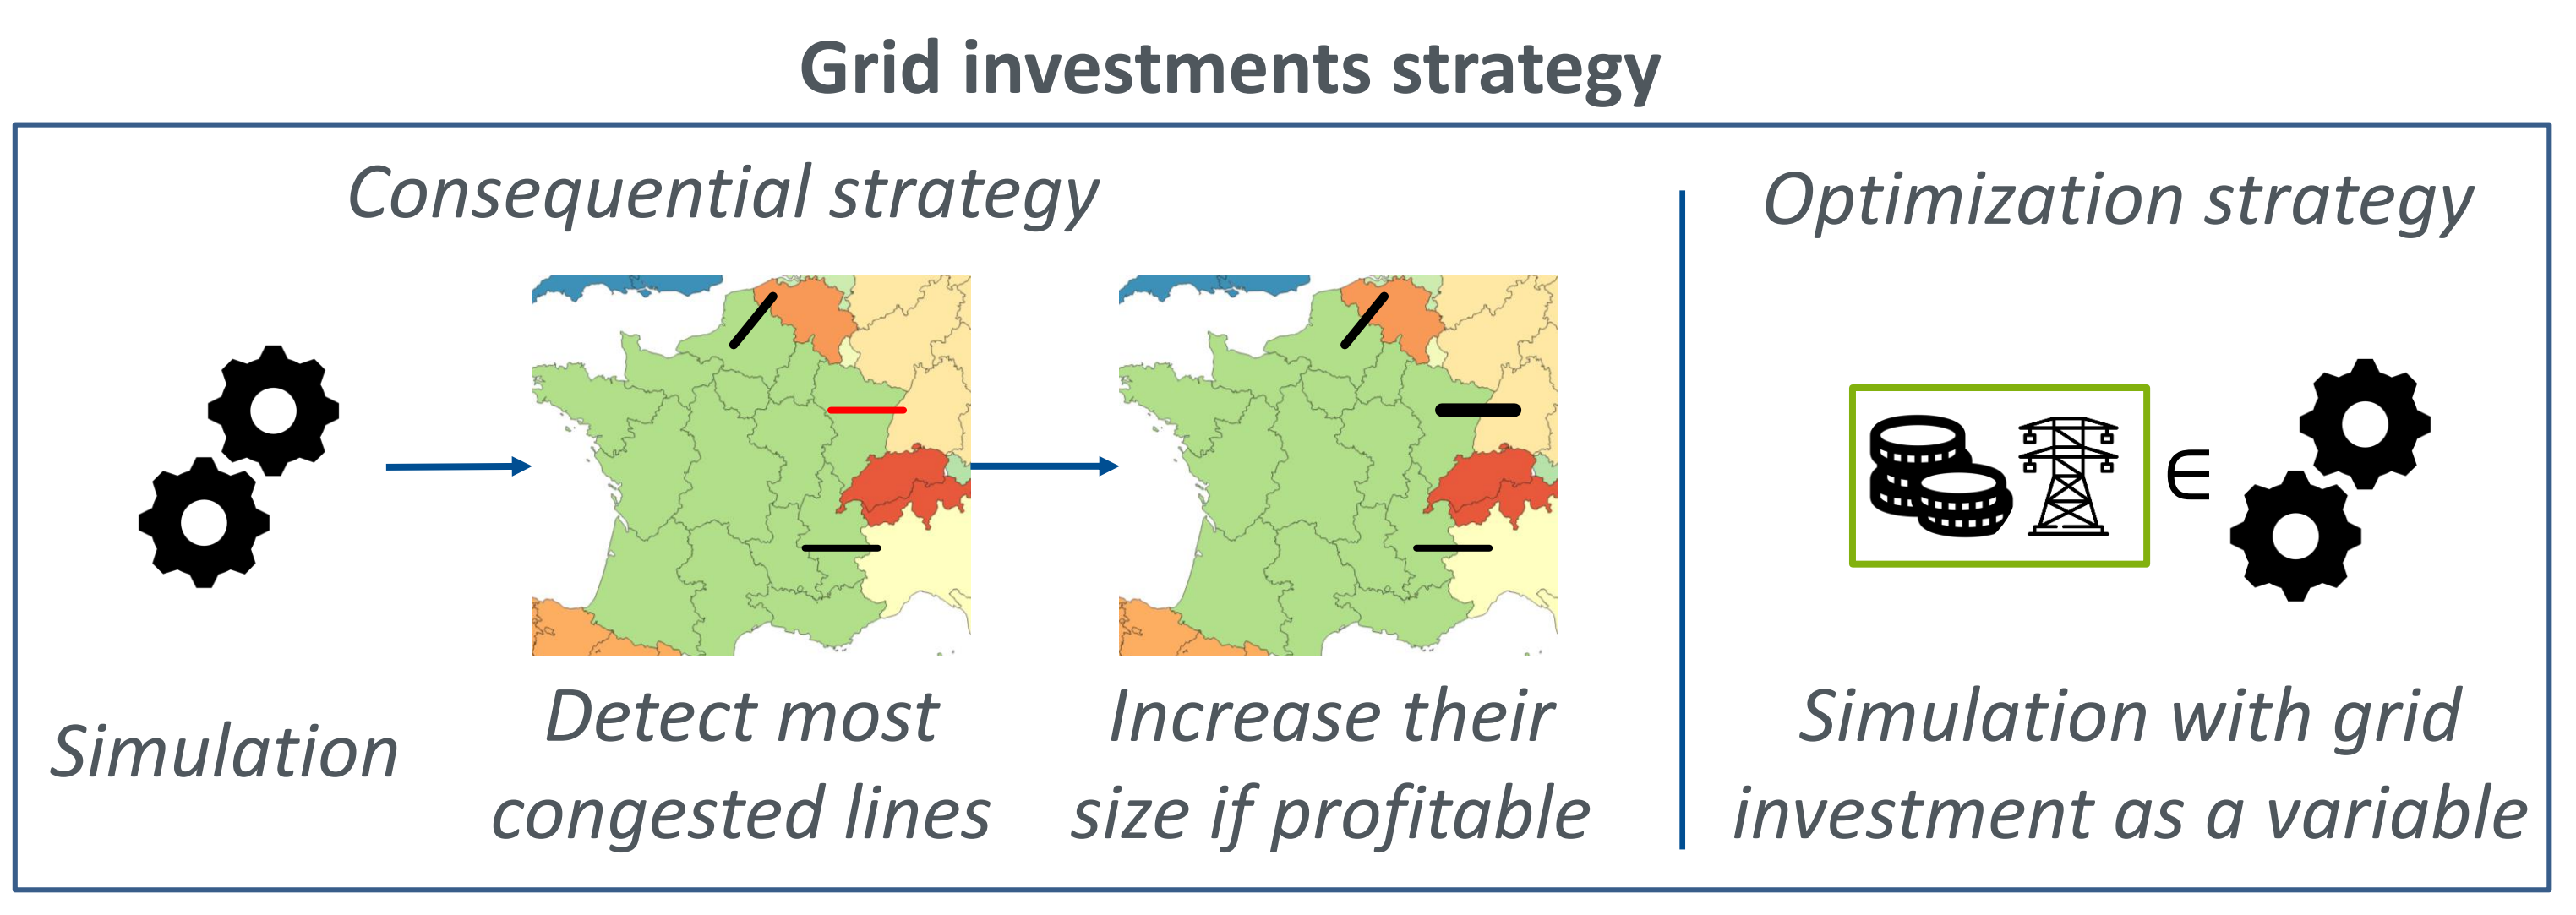 Grid investments strategy
Consequential strategy
Optimization strategy
∈
Simulation
Detect most
congested lines
Increase their
size if profitable
Simulation with grid
investment as a variable